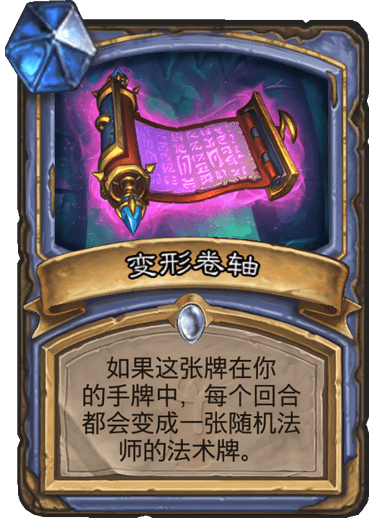 变形卷轴
如果这张牌在你
的手牌中，每个回合
都会变成一张随机法
师的法术牌。